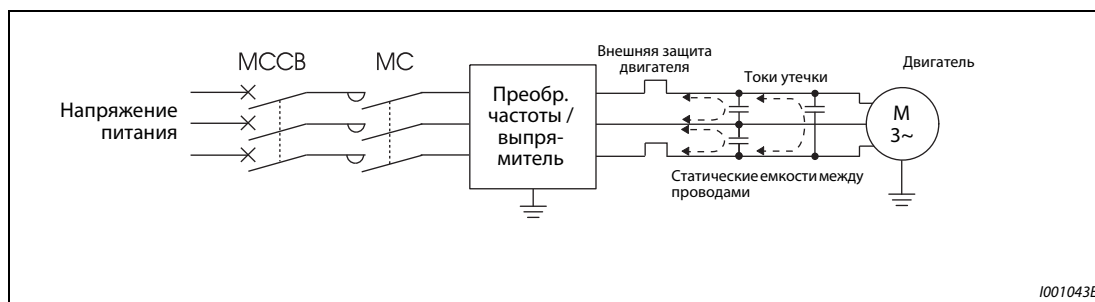 MCCB
MC
Внешняя защита
двигателя
Токи утечки
Двигатель
Напряжение
питания
Преобр.
частоты /
выпря-
митель
M
3~
Статические емкости между
проводами
I001043E